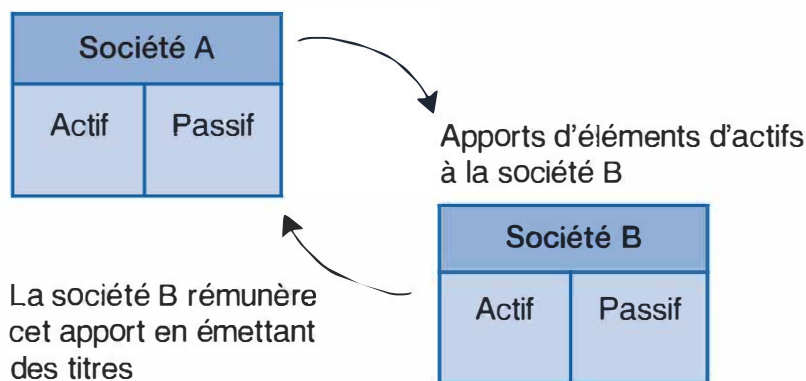 Société A
Actif
Passif
Apports d'éléments d'actifs
à la société B
Société B
Actif
Passif
La société B rémunère
cet apport en émettant
des titres